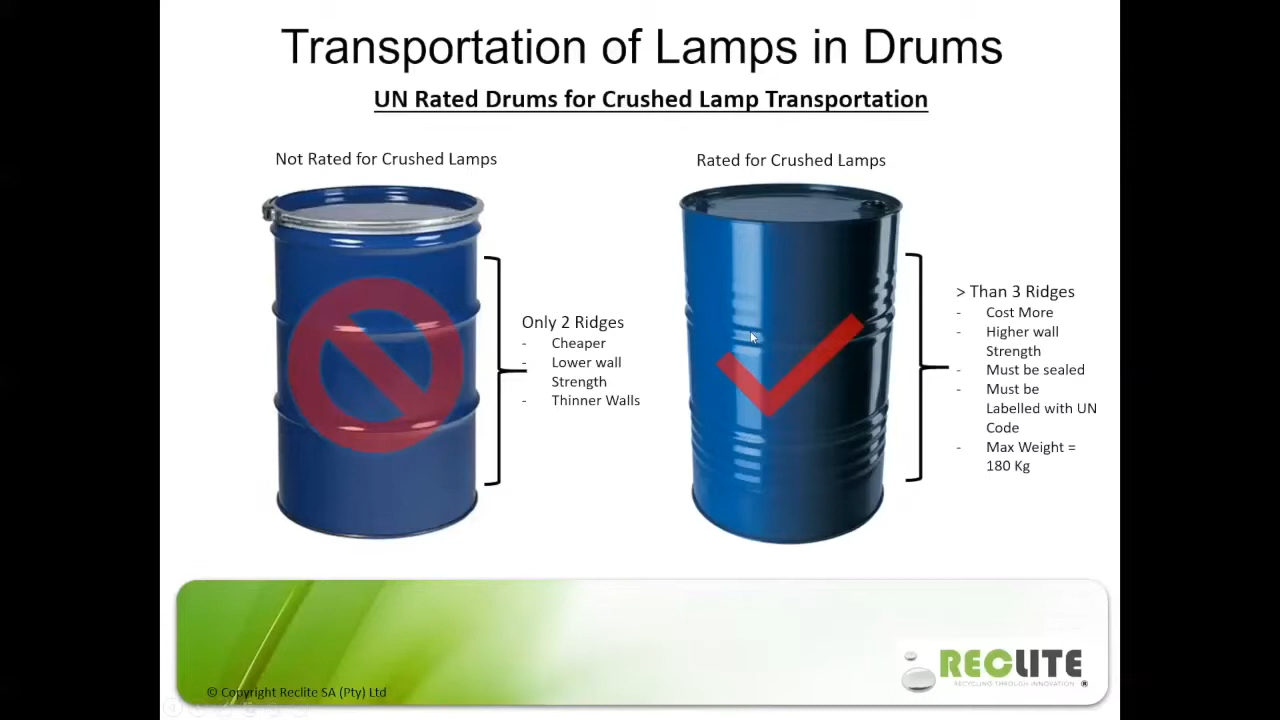 Transportation of Lamps in Drums
UN Rated Drums for Crushed Lamp Transportation
Not Rated for Crushed Lamps
Only 2 Ridges
- Cheaper
- Lower wall
Strength
- Thinner Walls
Rated for Crushed Lamps
> Than 3 Ridges
- Cost More
- Higher wall
Strength
- Must be sealed
- Must be
Labelled with UN
Code
- Max Weight =
180 Kg
© Copyright Reclite SA (Pty) Ltd
RECLITE
RECYCLING THROUGH INNOVATION ®